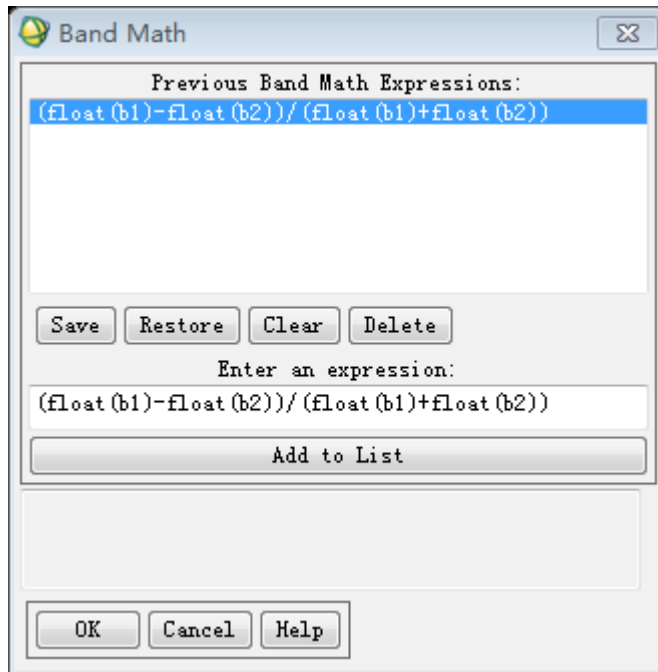 Band Math
Previous Band Math Expressions:
(float(b1)-float(b2))/(float(b1)+float(b2))
Save Restore Clear Delete
Enter an expression:
(float(b1)-float(b2))/(float(b1)+float(b2))
Add to List
OK Cancel Help